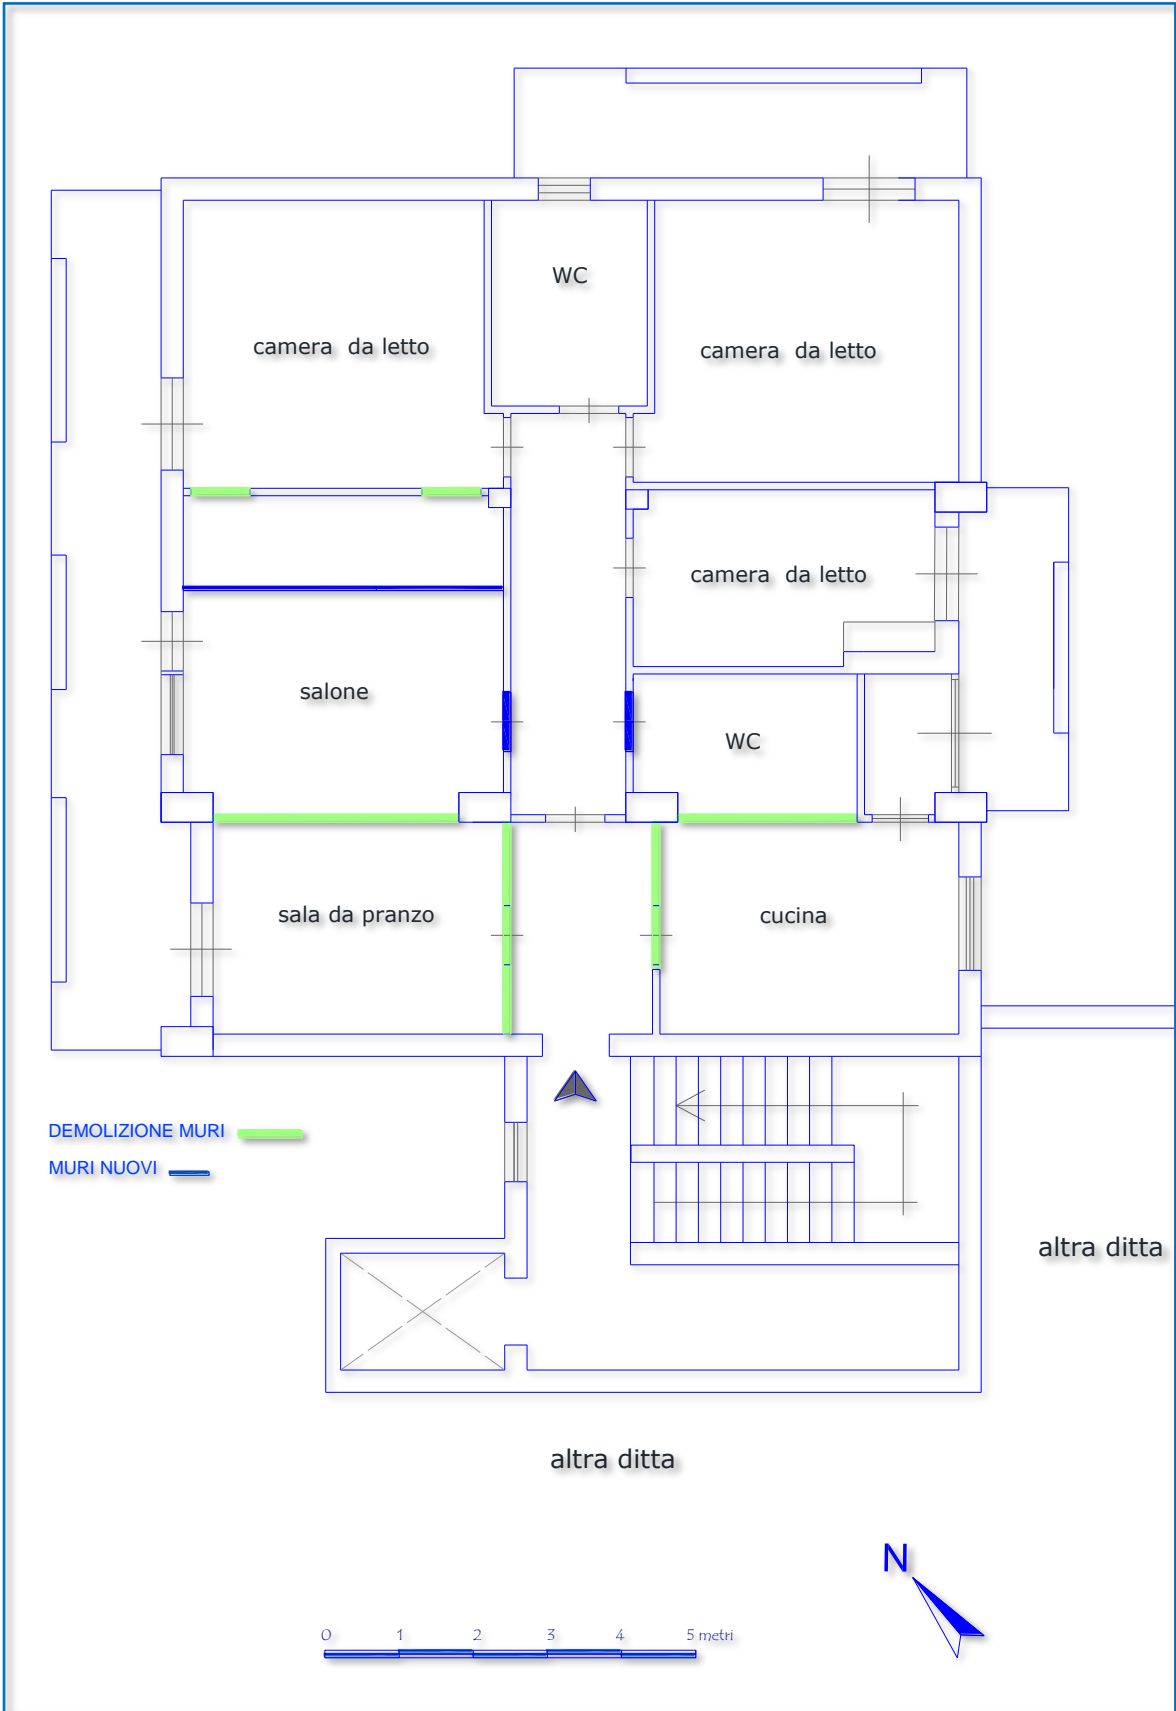 WC
camera da letto
camera da letto
camera da letto
salone
WC
sala da pranzo
cucina
DEMOLIZIONE MURI
MURI NUOVI
altra ditta
altra ditta
N
0 1 2 3 4 5 metri